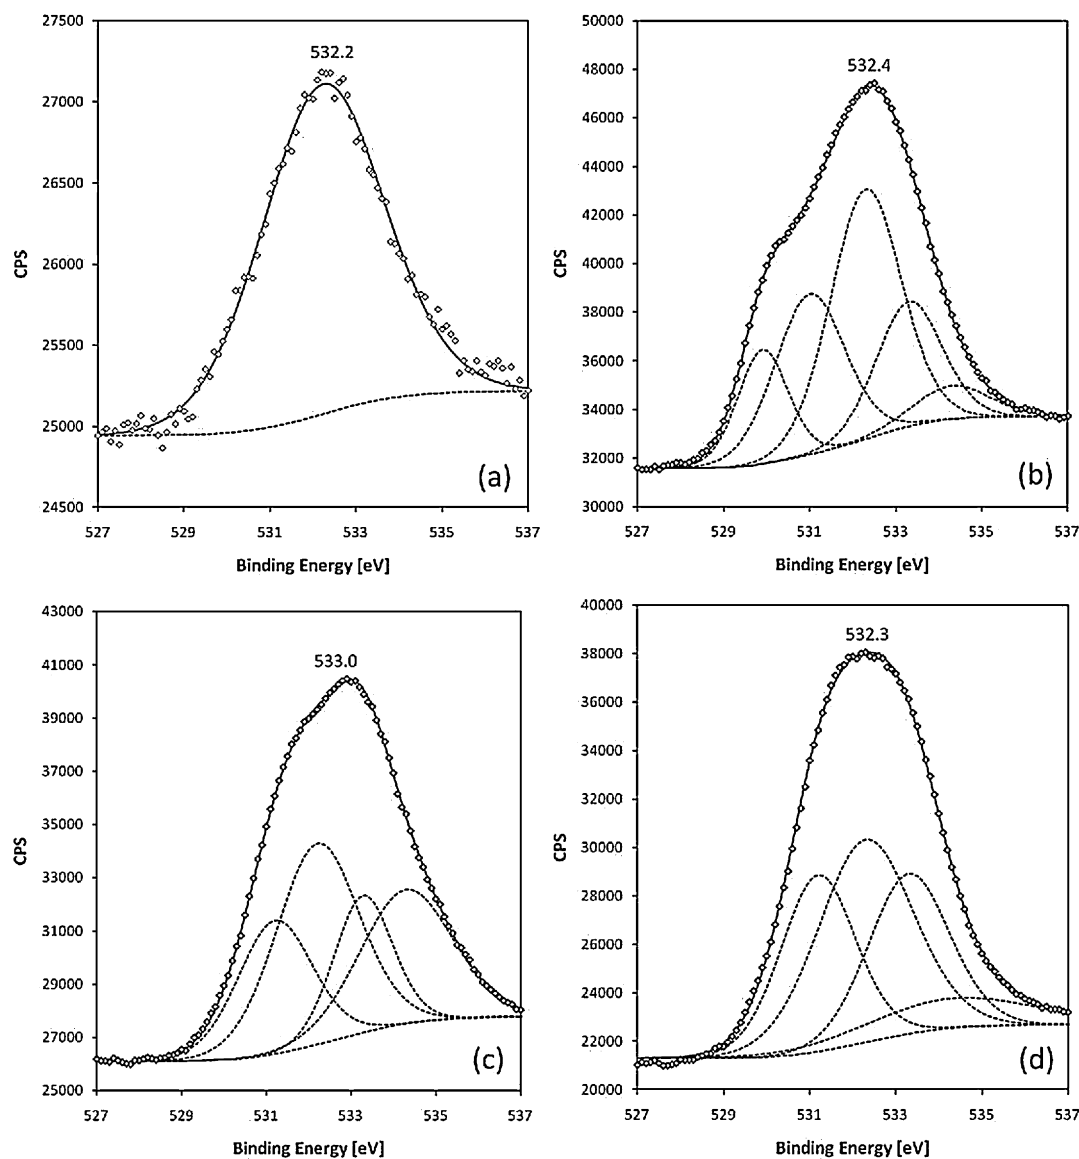 532.2
27500
27000
26500
26000
25500
25000
24500
CPS
(a)
527 529 531 533 535 537
Binding Energy [eV]
532.4
50000
48000
46000
44000
42000
40000
38000
36000
34000
32000
30000
CPS
(b)
527 529 531 533 535 537
Binding Energy [eV]
533.0
43000
41000
39000
37000
35000
33000
31000
29000
27000
25000
CPS
(c)
527 529 531 533 535 537
Binding Energy [eV]
532.3
40000
38000
36000
34000
32000
30000
28000
26000
24000
22000
20000
CPS
(d)
527 529 531 533 535 537
Binding Energy [eV]